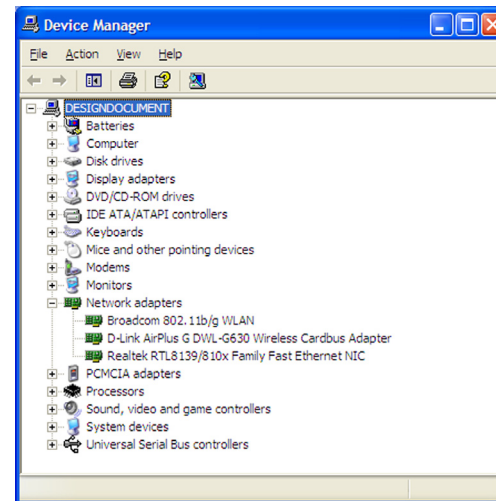 Device Manager
File Action View Help
DESIGNDOCUMENT
Batteries
Computer
Disk drives
Display adapters
DVD/CD-ROM drives
IDE ATA/ATAPI controllers
Keyboards
Mice and other pointing devices
Modems
Monitors
Network adapters
Broadcom 802.11b/g WLAN
D-Link AirPlus G DWL-G630 Wireless Cardbus Adapter
Realtek RTL8139/810x Family Fast Ethernet NIC
PCMCIA adapters
Processors
Sound, video and game controllers
System devices
Universal Serial Bus controllers